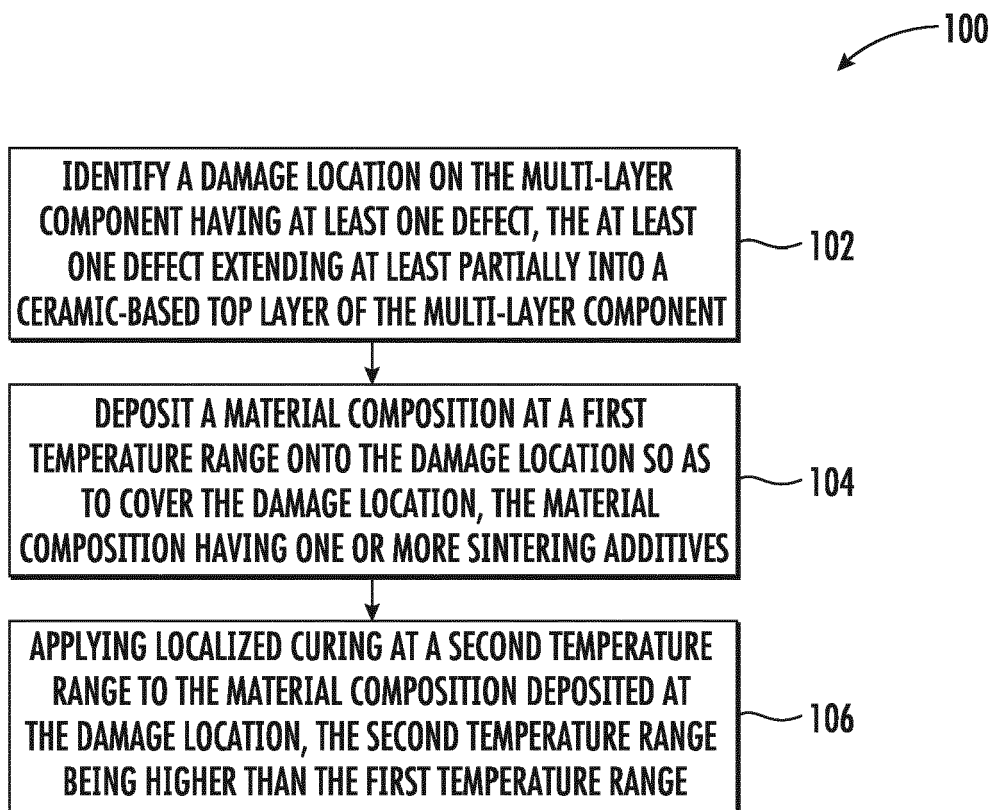 100
IDENTIFY A DAMAGE LOCATION ON THE MULTI-LAYER
COMPONENT HAVING AT LEAST ONE DEFECT, THE AT LEAST
ONE DEFECT EXTENDING AT LEAST PARTIALLY INTO A
CERAMIC-BASED TOP LAYER OF THE MULTI-LAYER COMPONENT
102
DEPOSIT A MATERIAL COMPOSITION AT A FIRST
TEMPERATURE RANGE ONTO THE DAMAGE LOCATION SO AS
TO COVER THE DAMAGE LOCATION, THE MATERIAL
COMPOSITION HAVING ONE OR MORE SINTERING ADDITIVES
104
APPLYING LOCALIZED CURING AT A SECOND TEMPERATURE
RANGE TO THE MATERIAL COMPOSITION DEPOSITED AT
THE DAMAGE LOCATION, THE SECOND TEMPERATURE RANGE
BEING HIGHER THAN THE FIRST TEMPERATURE RANGE
106